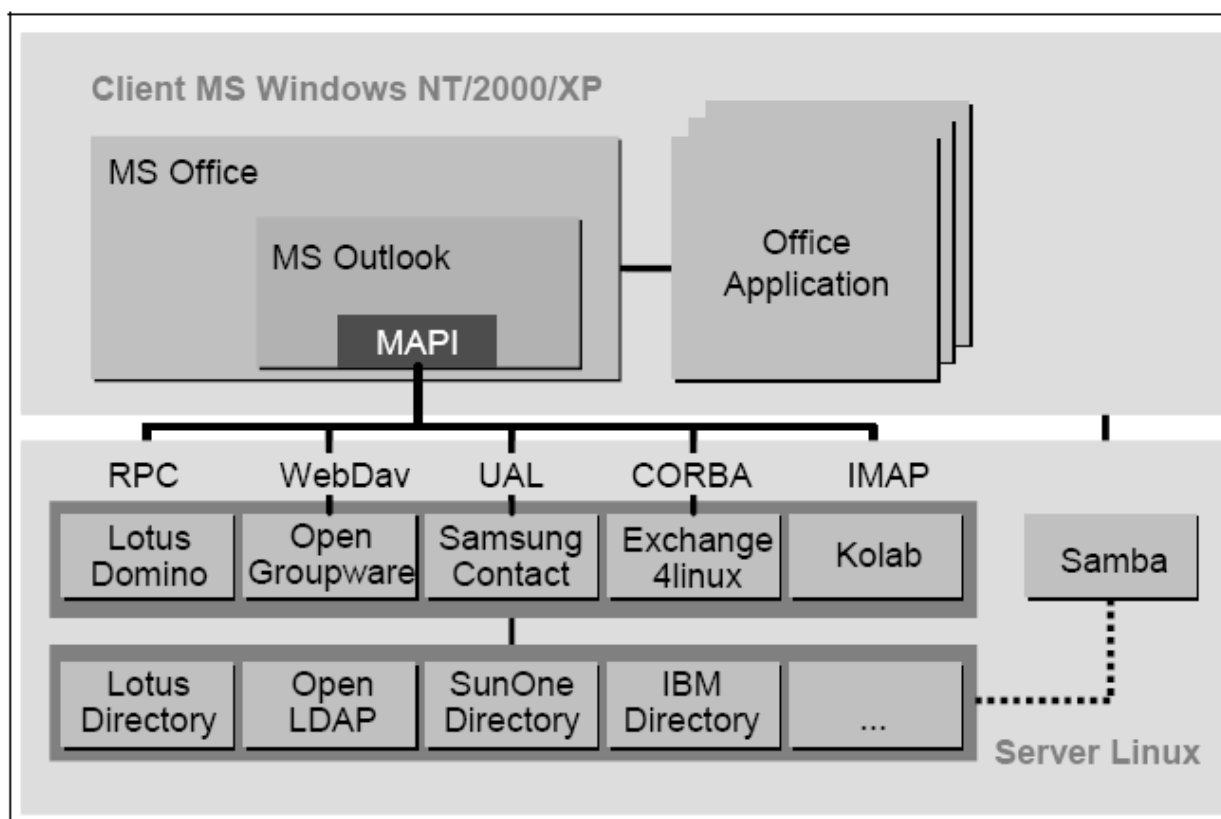 Client MS Windows NT/2000/XP
MS Office
MS Outlook
MAPI
Office
Application
RPC WebDav UAL CORBA IMAP
Lotus
Domino
Open
Groupware
Samsung
Contact
Exchange
4linux
Kolab
Samba
Lotus
Directory
Open
LDAP
SunOne
Directory
IBM
Directory
...
Server Linux